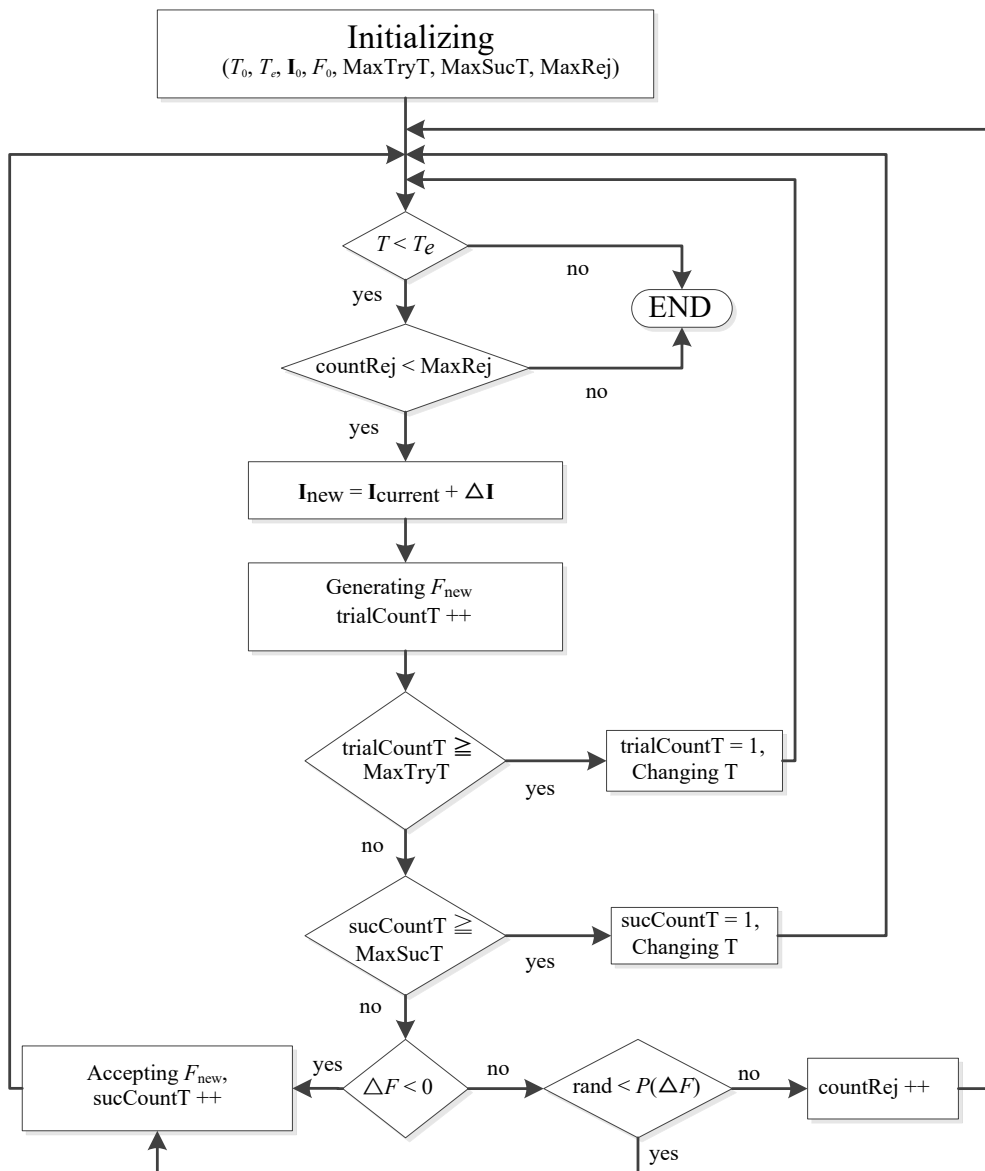 Initializing
(T₀, Tₑ, I₀, F₀, MaxTryT, MaxSucT, MaxRej)
T < Te
no
yes
END
countRej < MaxRej
no
yes
Inew = Icurrent + △I
Generating Fnew
trialCountT ++
trialCountT ≧
MaxTryT
yes
trialCountT = 1,
Changing T
no
sucCountT ≧
MaxSucT
yes
sucCountT = 1,
Changing T
no
Accepting Fnew,
sucCountT ++
yes
△F < 0
no
rand < P(△F)
no
countRej ++
yes